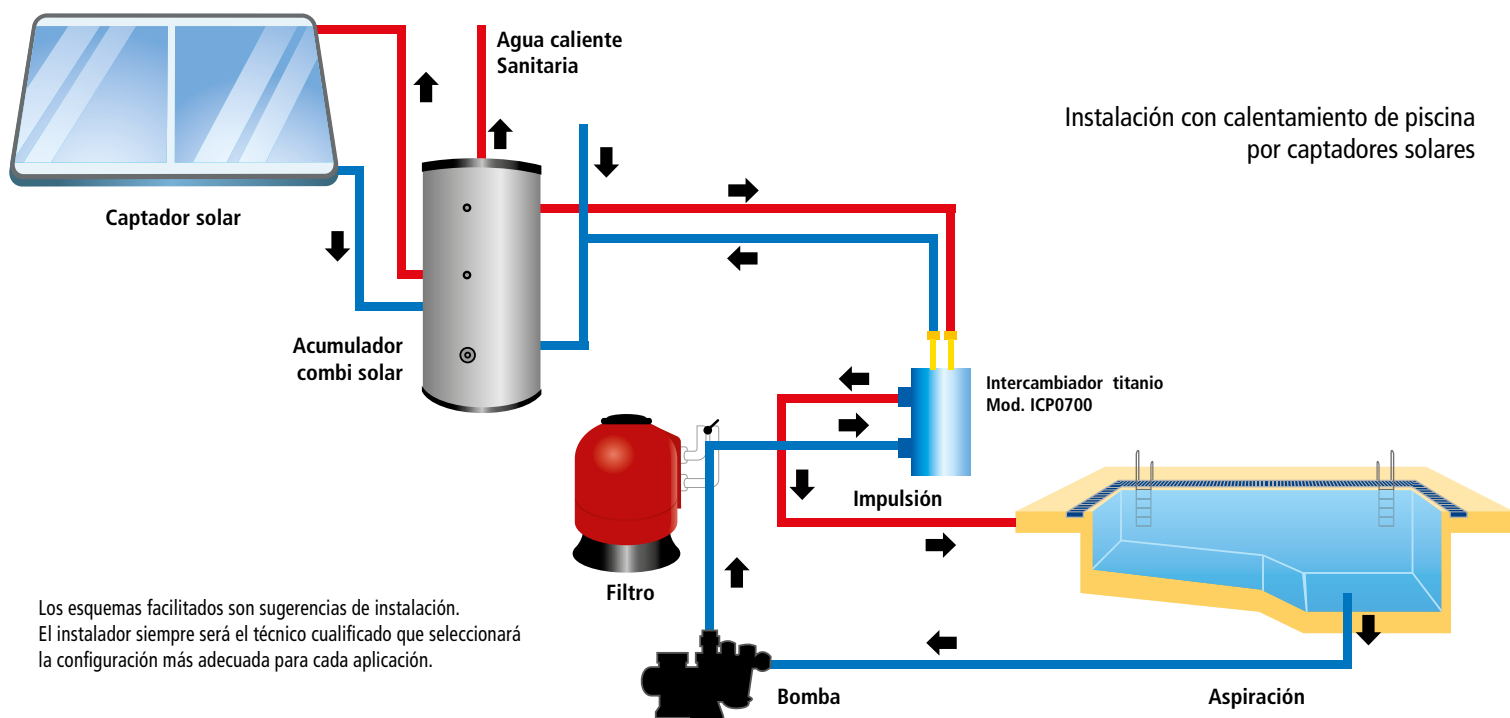 Agua caliente
Sanitaria
Instalación con calentamiento de piscina
por captadores solares
Captador solar
Acumulador
combi solar
Intercambiador titanio
Mod. ICP0700
Impulsión
Filtro
Los esquemas facilitados son sugerencias de instalación.
El instalador siempre será el técnico cualificado que seleccionará
la configuración más adecuada para cada aplicación.
Bomba
Aspiración